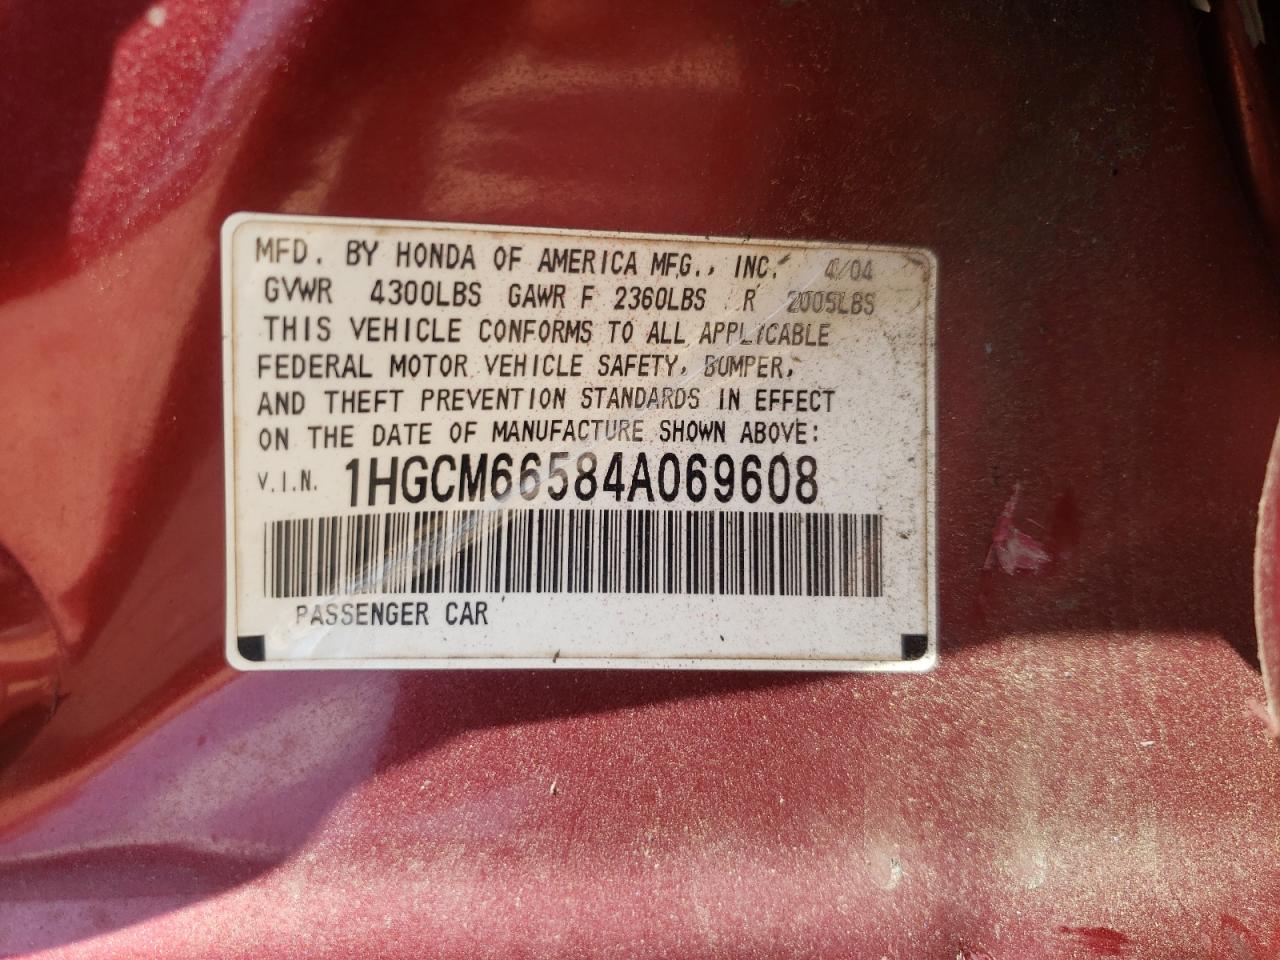 MFD. BY HONDA OF AMERICA MFG., INC. 4/04
GVWR 4300LBS GAWR F 2360LBS R 2005LBS
THIS VEHICLE CONFORMS TO ALL APPLICABLE
FEDERAL MOTOR VEHICLE SAFETY, BUMPER,
AND THEFT PREVENTION STANDARDS IN EFFECT
ON THE DATE OF MANUFACTURE SHOWN ABOVE:
V.I.N. 1HGCM66584A069608
PASSENGER CAR